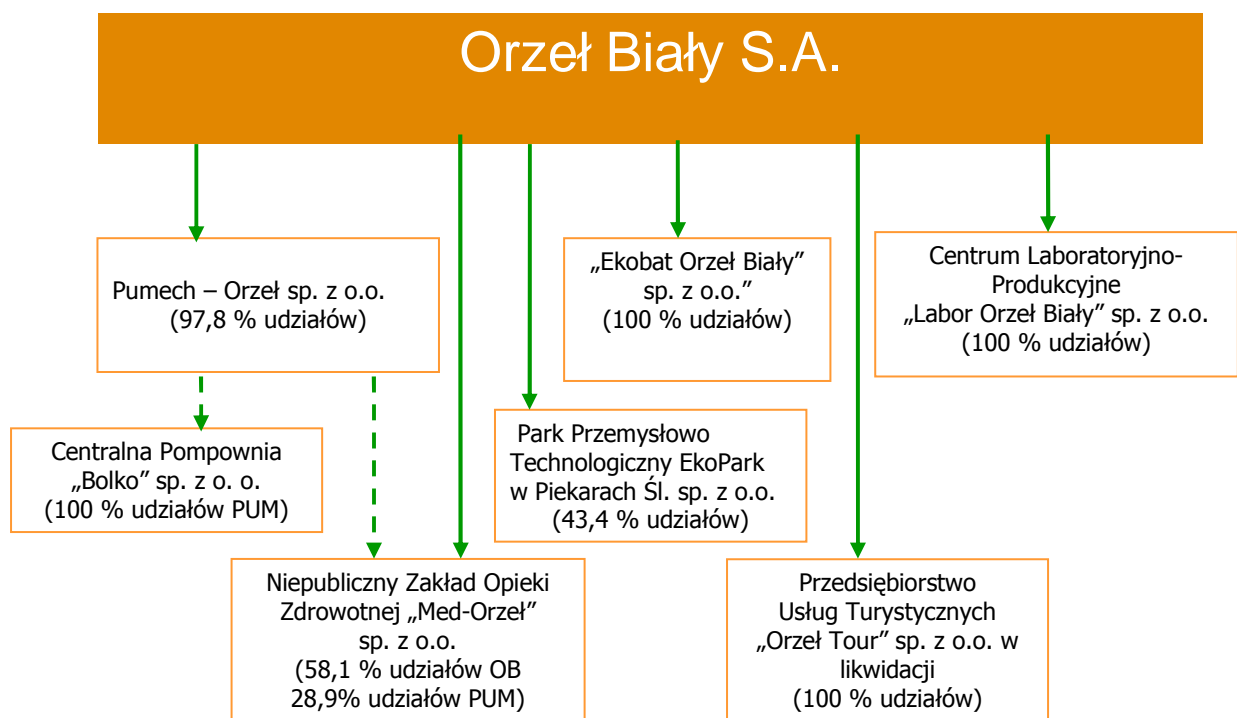 Orzeł Biały S.A.
Pumech – Orzeł sp. z o.o.
(97,8 % udziałów)
„Ekobat Orzeł Biały”
sp. z o.o.”
(100 % udziałów)
Centrum Laboratoryjno-
Produkcyjne
„Labor Orzeł Biały” sp. z o.o.
(100 % udziałów)
Centralna Pompownia
„Bolko” sp. z o. o.
(100 % udziałów PUM)
Park Przemysłowo
Technologiczny EkoPark
w Piekarach Śl. sp. z o.o.
(43,4 % udziałów)
Niepubliczny Zakład Opieki
Zdrowotnej „Med-Orzeł”
sp. z o.o.
(58,1 % udziałów OB
28,9% udziałów PUM)
Przedsiębiorstwo
Usług Turystycznych
„Orzeł Tour” sp. z o.o. w
likwidacji
(100 % udziałów)